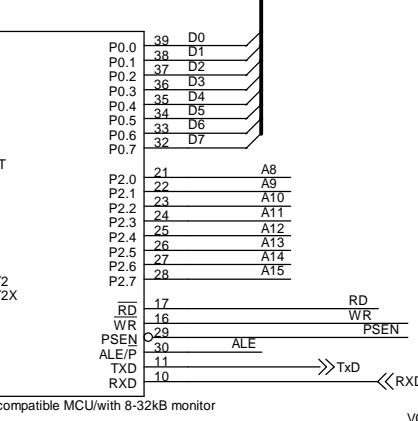 P0.0 39 D0
P0.1 38 D1
P0.2 37 D2
P0.3 36 D3
P0.4 35 D4
P0.5 34 D5
P0.6 33 D6
P0.7 32 D7
T
P2.0 21 A8
P2.1 22 A9
P2.2 23 A10
P2.3 24 A11
P2.4 25 A12
P2.5 26 A13
P2.6 27 A14
P2.7 28 A15
/2
/2X
RD 17 RD
WR 16 WR
PSEN 29 PSEN
ALE/P 30 ALE
TXD 11 TxD
RXD 10 RXD
compatible MCU/with 8-32kB monitor
VC